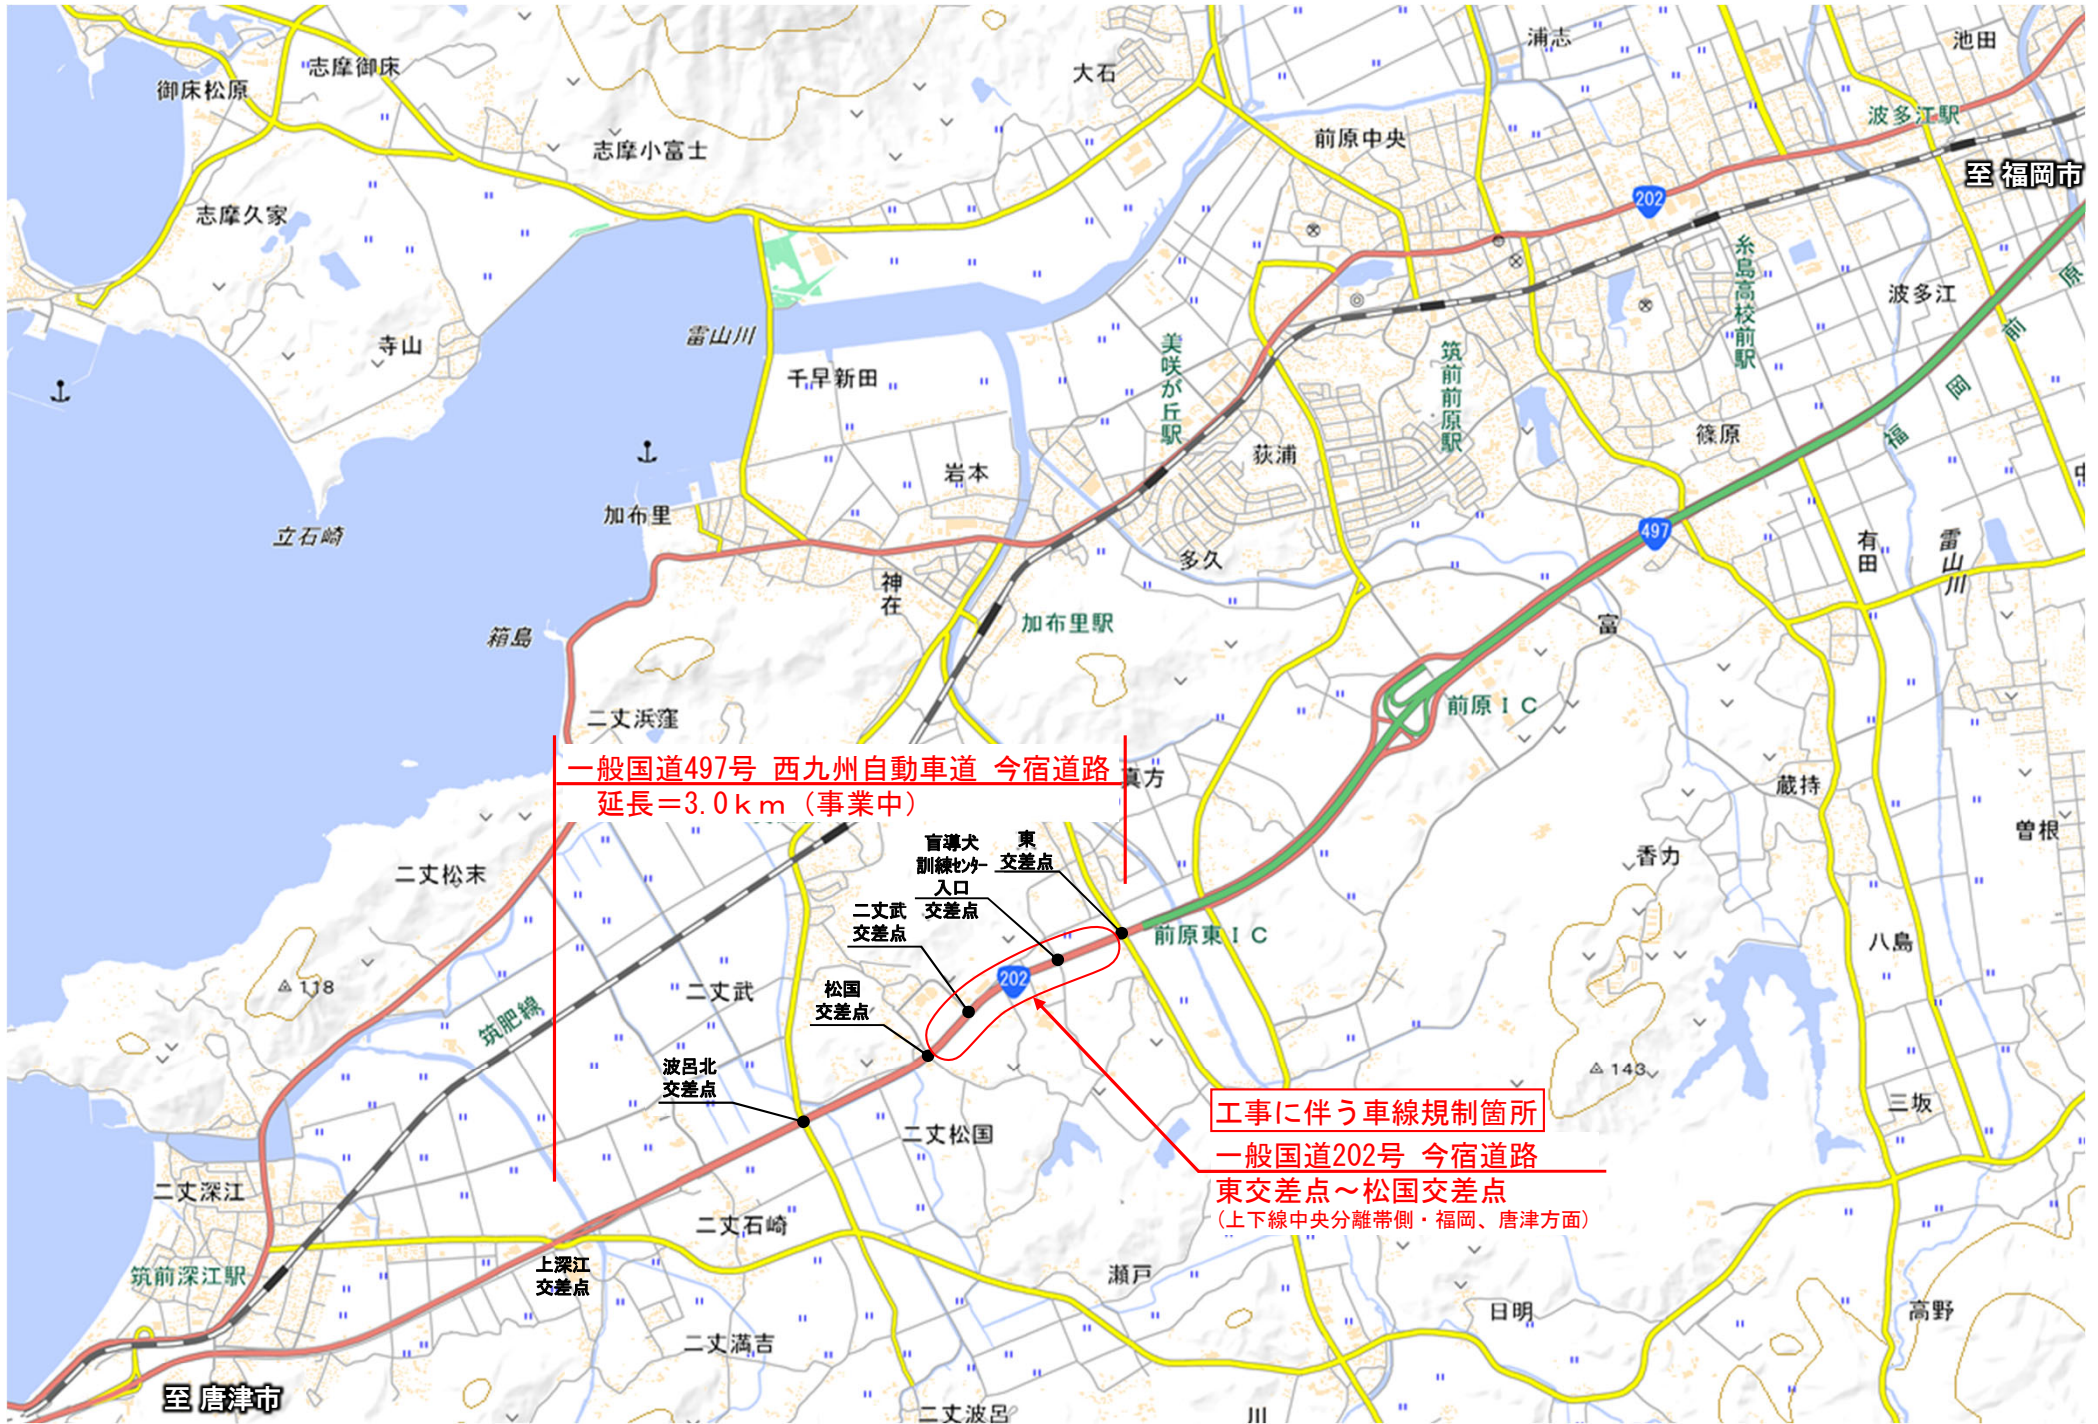 志摩御床
御床松原
志摩小富士
志摩久家
寺山
立石崎
大石
浦志
池田
前原中央
波多江駅
至 福岡市
202
糸島高校前駅
波多江
福岡前原
雷山川
千早新田
美咲が丘駅
筑前前原駅
荻浦
篠原
岩本
加布里
497
有田
雷山川
中
多久
神在
箱島
加布里駅
富
二丈浜窪
前原IC
一般国道497号 西九州自動車道 今宿道路
延長＝3.0km（事業中）
真方
蔵持
曽根
香力
二丈松末
盲導犬
訓練センター
入口
交差点
東
交差点
二丈武
交差点
前原東IC
八島
118
202
二丈武
松国
交差点
筑肥線
波呂北
交差点
143
三坂
工事に伴う車線規制箇所
一般国道202号 今宿道路
東交差点～松国交差点
（上下線中央分離帯側・福岡、唐津方面）
二丈松国
二丈深江
二丈石崎
筑前深江駅
上深江
交差点
瀬戸
日明
高野
二丈満吉
至 唐津市
二丈波呂
川